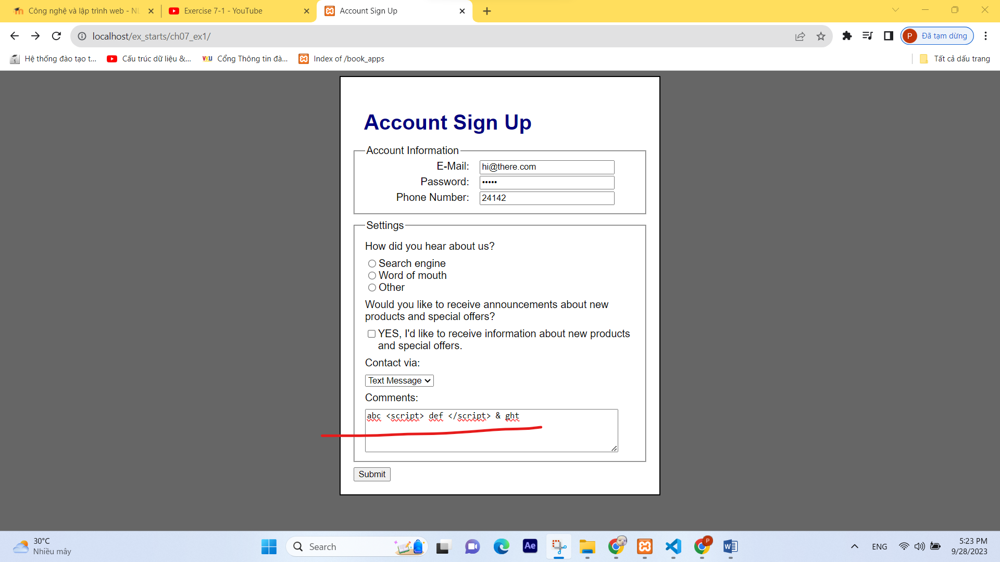 Công nghệ và lập trình web - NL
Exercise 7-1 - YouTube
Account Sign Up
localhost/ex_starts/ch07_ex1/
P
Đã tạm dừng
Hệ thống đào tạo t...
Cấu trúc dữ liệu &...
VKU
Cổng Thông tin đà...
Index of /book_apps
Tất cả dấu trang
Account Sign Up
Account Information
E-Mail: hi@there.com
Password: •••••
Phone Number: 24142
Settings
How did you hear about us?
Search engine
Word of mouth
Other
Would you like to receive announcements about new
products and special offers?
YES, I'd like to receive information about new products
and special offers.
Contact via:
Text Message
Comments:
abc <script> def </script> & ght
Submit
30°C
Nhiều mây
Search
Ae
P
W
ENG
5:23 PM
9/28/2023